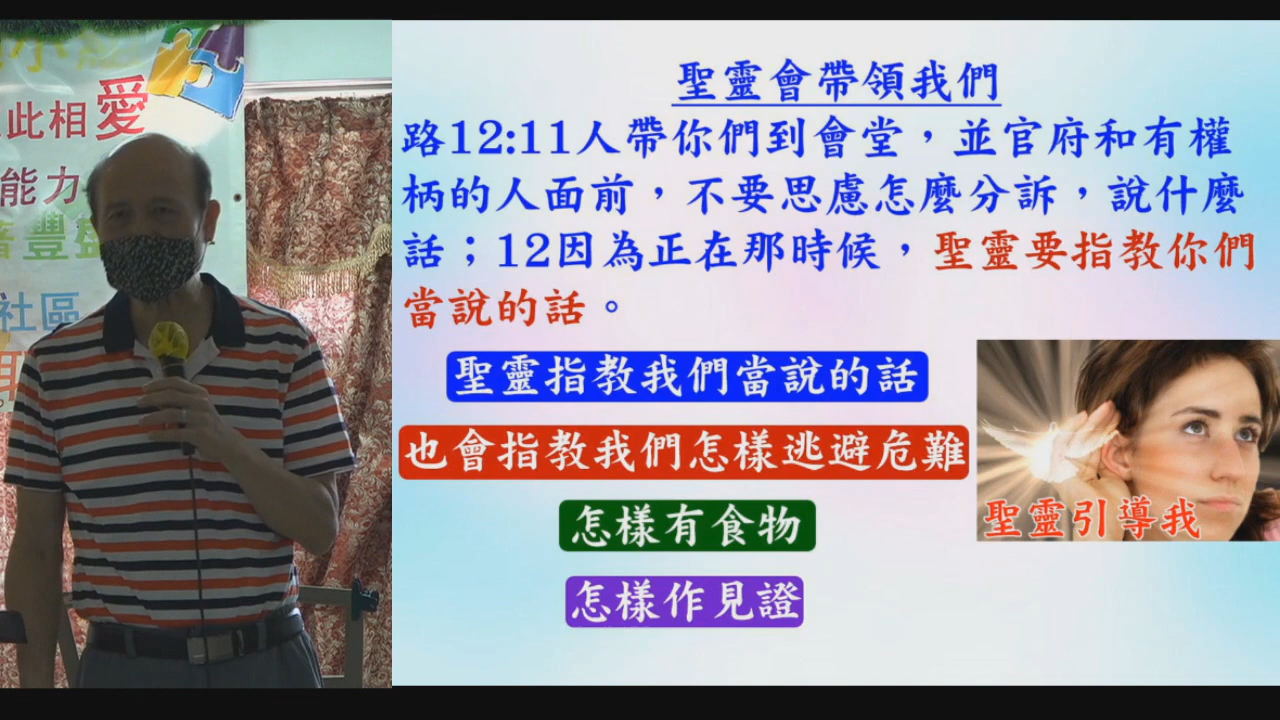 此相愛
能力
豐盛
社區
聖靈會帶領我們
路12:11人帶你們到會堂，並官府和有權
柄的人面前，不要思慮怎麼分訴，說什麼
話；12因為正在那時候，聖靈要指教你們
當說的話。
聖靈指教我們當說的話
也會指教我們怎樣逃避危難
怎樣有食物
怎樣作見證
聖靈引導我